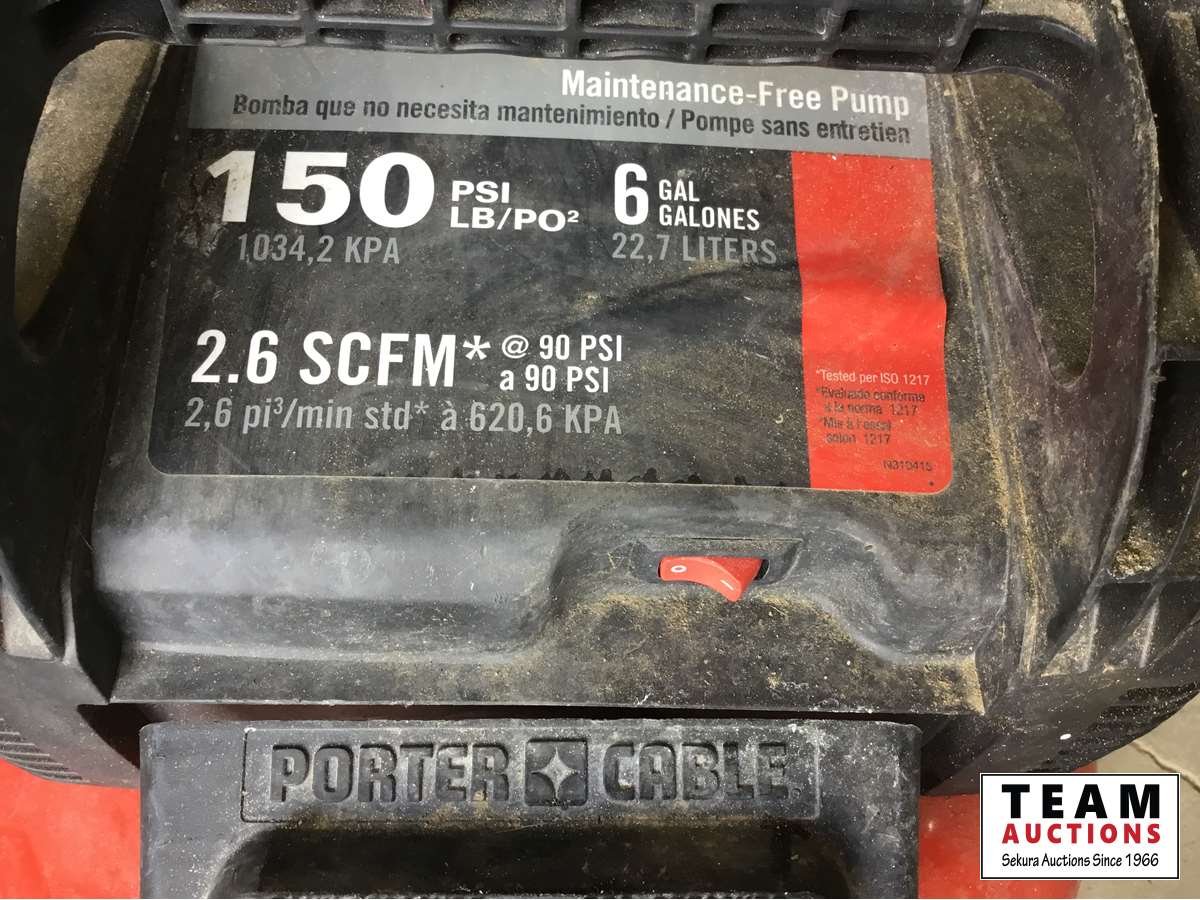 Maintenance-Free Pump
Bomba que no necesita mantenimiento / Pompe sans entretien
150 PSI
LB/PO²
1034,2 KPA
6 GAL
GALONES
22,7 LITERS
2.6 SCFM* @ 90 PSI
a 90 PSI
2,6 pi³/min std* à 620,6 KPA
*Tested per ISO 1217
*Evaluado conforme
a la norma 1217
*Mis à l'essai
selon 1217
N310415
O I
PORTER CABLE
TEAM
AUCTIONS
Sekura Auctions Since 1966